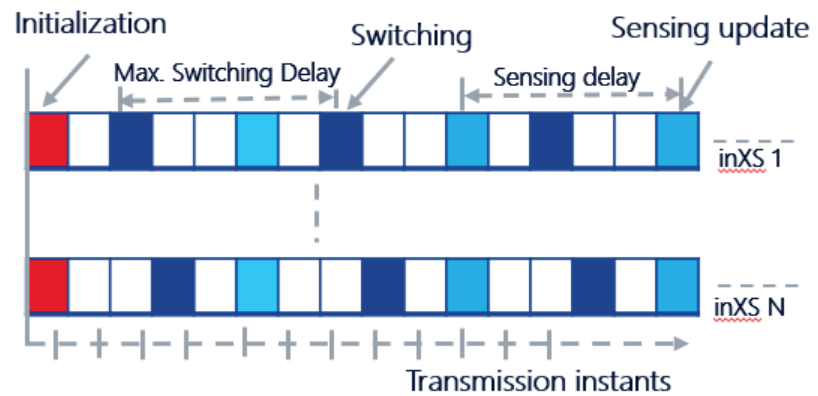 Initialization
Switching
Sensing update
Max. Switching Delay
Sensing delay
inXS 1
inXS N
Transmission instants